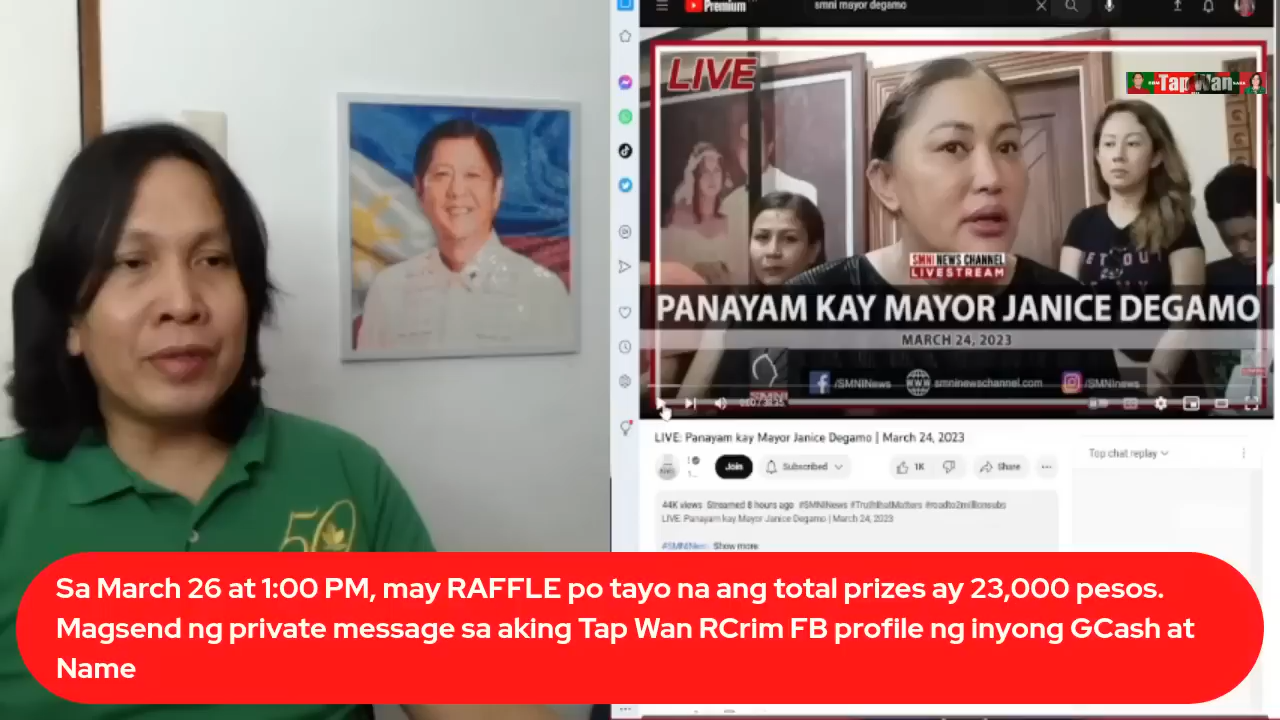 Premium
smni mayor degamo
LIVE
Tap Wan
SMNI NEWS CHANNEL
LIVESTREAM
PANAYAM KAY MAYOR JANICE DEGAMO
MARCH 24, 2023
/SMNINews
www.smninewschannel.com
/SMNINews
LIVE: Panayam kay Mayor Janice Degamo | March 24, 2023
Join
Subscribed
1K
Share
Top chat replay
44K views Streamed 8 hours ago #SMNINews #TruthThatMatters #roadto2millionsubs
LIVE: Panayam kay Mayor Janice Degamo | March 24, 2023
#SMNINews Show more
50
Sa March 26 at 1:00 PM, may RAFFLE po tayo na ang total prizes ay 23,000 pesos.
Magsend ng private message sa aking Tap Wan RCrim FB profile ng inyong GCash at
Name